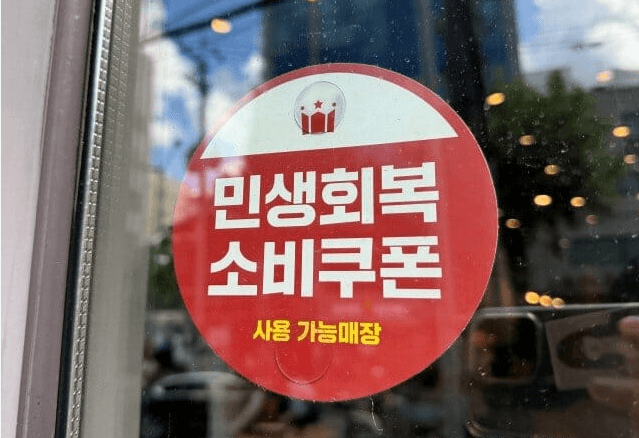 민생회복
소비쿠폰
사용 가능매장